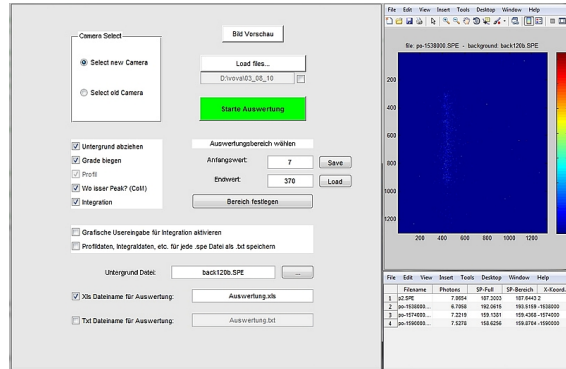 Camera Select
Select new Camera
Select old Camera
Bild Vorschau
Load files...
D:\vova\03_08_10
Starte Auswertung
Untergrund abziehen
Grade biegen
Profil
Wo isser Peak? (CoM)
Integration
Auswertungsbereich wählen
Anfangswert: 7 Save
Endwert: 370 Load
Bereich festlegen
Grafische Usereingabe für Integration aktivieren
Profildaten, Integraldaten, etc. für jede .spe Datei als .txt speichern
Untergrund Datei: back120b.SPE ...
Xls Dateiname für Auswertung: Auswertung.xls
Txt Dateiname für Auswertung: Auswertung.txt
File Edit View Insert Tools Desktop Window Help
file: po-1538000.SPE - background: back120b.SPE
200
400
600
800
1000
1200
200 400 600 800 1000 1200
File Edit View Insert Tools Desktop Window Help
Filename Photons SP-Full SP-Bereich X-Koord.
1 p2.SPE 7.0654 187.3003 187.6443 2
2 po-1538000.... 6.7058 192.0615 193.5159 -1538000
3 po-1574000.... 7.2219 159.1381 159.4368 -1574000
4 po-1590000.... 7.5278 158.6256 159.8704 -1590000